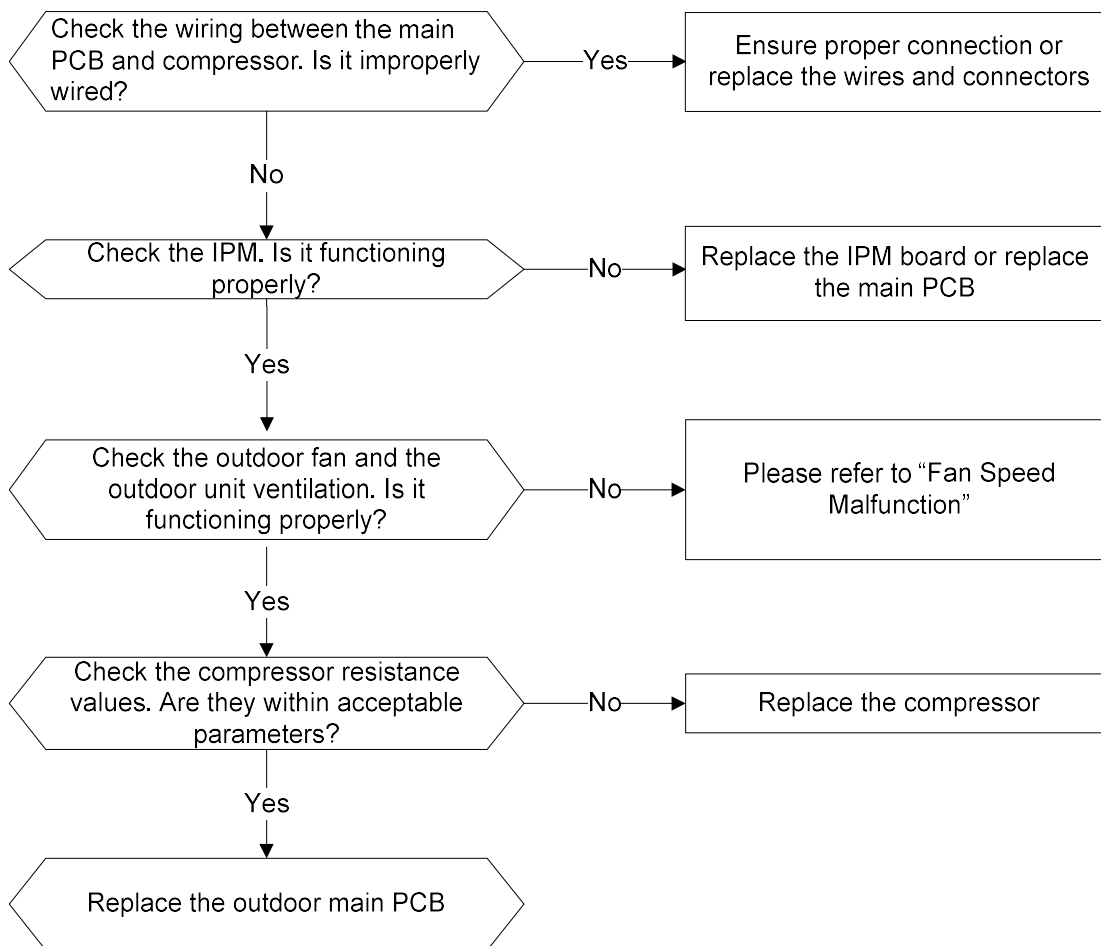 Check the wiring between the main
PCB and compressor. Is it improperly
wired?
Yes
Ensure proper connection or
replace the wires and connectors
No
Check the IPM. Is it functioning
properly?
No
Replace the IPM board or replace
the main PCB
Yes
Check the outdoor fan and the
outdoor unit ventilation. Is it
functioning properly?
No
Please refer to “Fan Speed
Malfunction”
Yes
Check the compressor resistance
values. Are they within acceptable
parameters?
No
Replace the compressor
Yes
Replace the outdoor main PCB